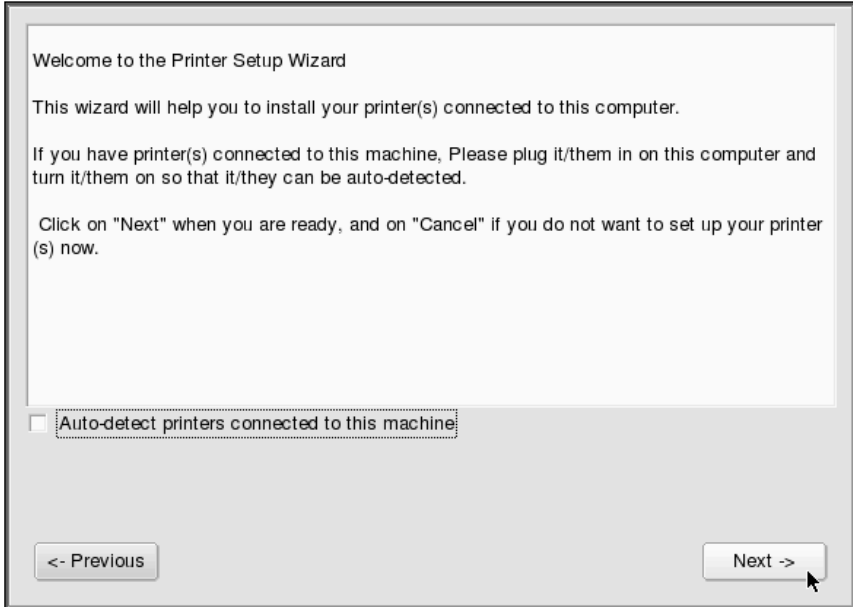 Welcome to the Printer Setup Wizard
This wizard will help you to install your printer(s) connected to this computer.
If you have printer(s) connected to this machine, Please plug it/them in on this computer and
turn it/them on so that it/they can be auto-detected.
Click on "Next" when you are ready, and on "Cancel" if you do not want to set up your printer
(s) now.
Auto-detect printers connected to this machine
<- Previous
Next ->